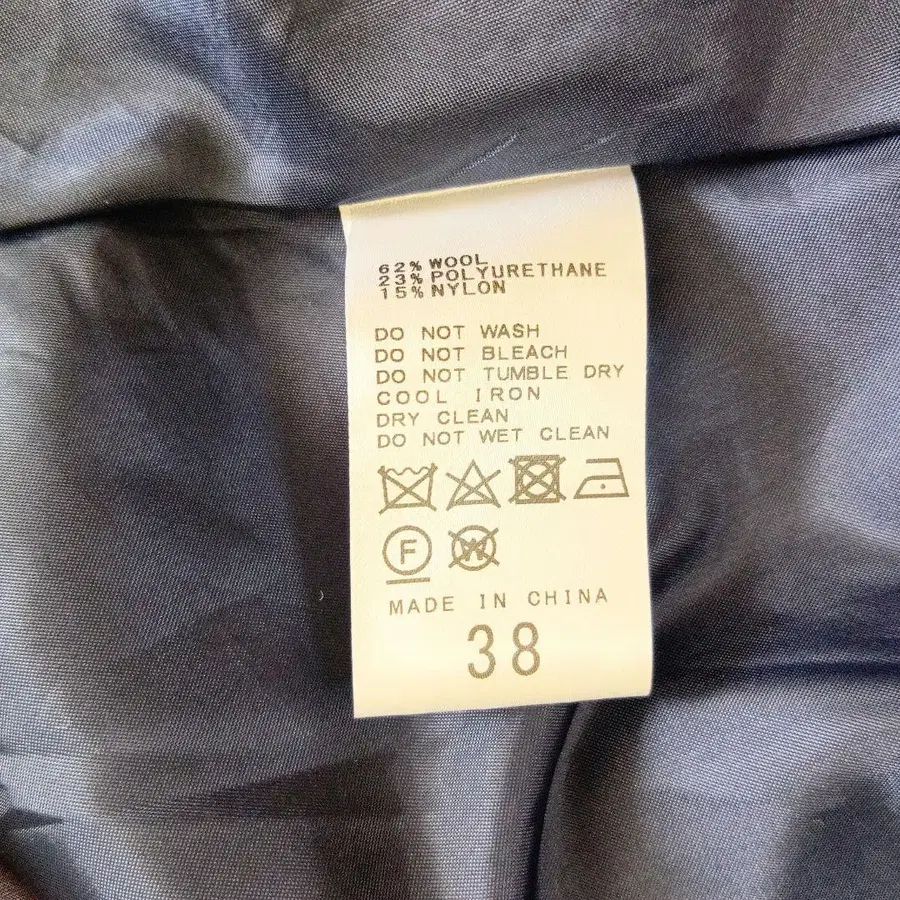 62% WOOL
23% POLYURETHANE
15% NYLON
DO NOT WASH
DO NOT BLEACH
DO NOT TUMBLE DRY
COOL IRON
DRY CLEAN
DO NOT WET CLEAN
F W
MADE IN CHINA
38